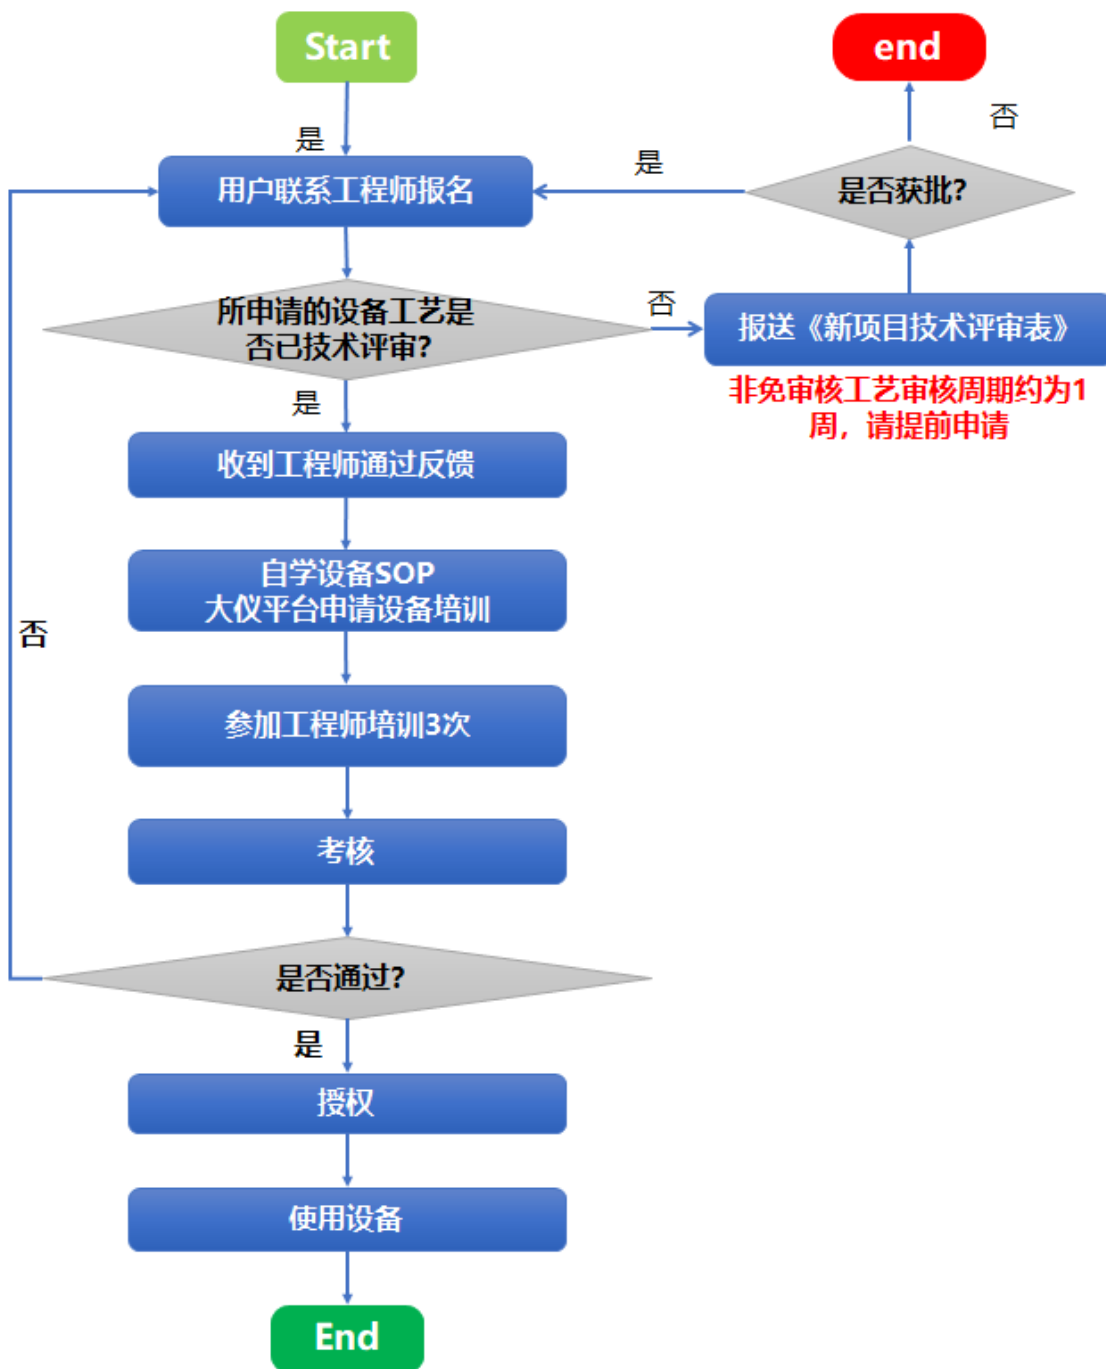 Start
end
是
否
用户联系工程师报名
是
是否获批?
所申请的设备工艺是
否已技术评审?
否
报送《新项目技术评审表》
非免审核工艺审核周期约为1
周，请提前申请
是
收到工程师通过反馈
自学设备SOP
大仪平台申请设备培训
否
参加工程师培训3次
考核
是否通过?
是
授权
使用设备
End